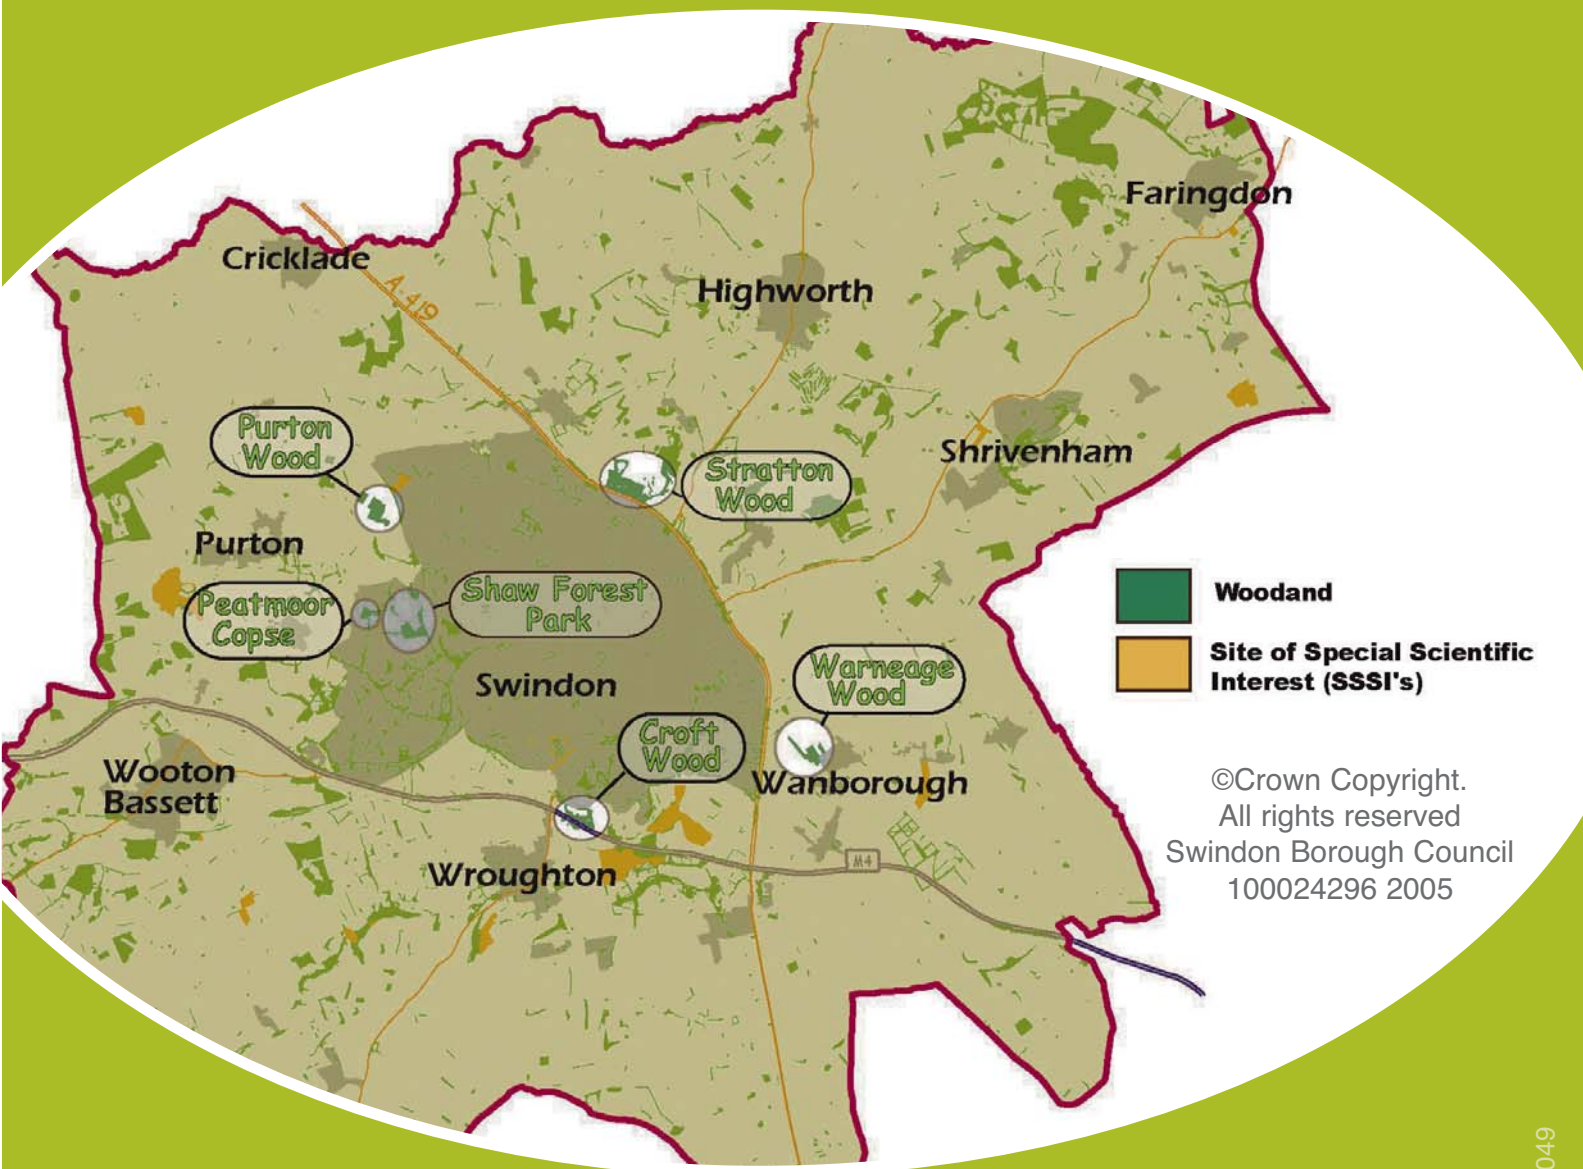 Faringdon
Cricklade
A 419
Highworth
Purton
Wood
Stratton
Wood
Shrivenham
Purton
Peatmoor
Copse
Shaw Forest
Park
Swindon
Warneage
Wood
Croft
Wood
Wooton
Bassett
Wanborough
Wroughton
M4
Woodand
Site of Special Scientific
Interest (SSSI's)
©Crown Copyright.
All rights reserved
Swindon Borough Council
100024296 2005
049